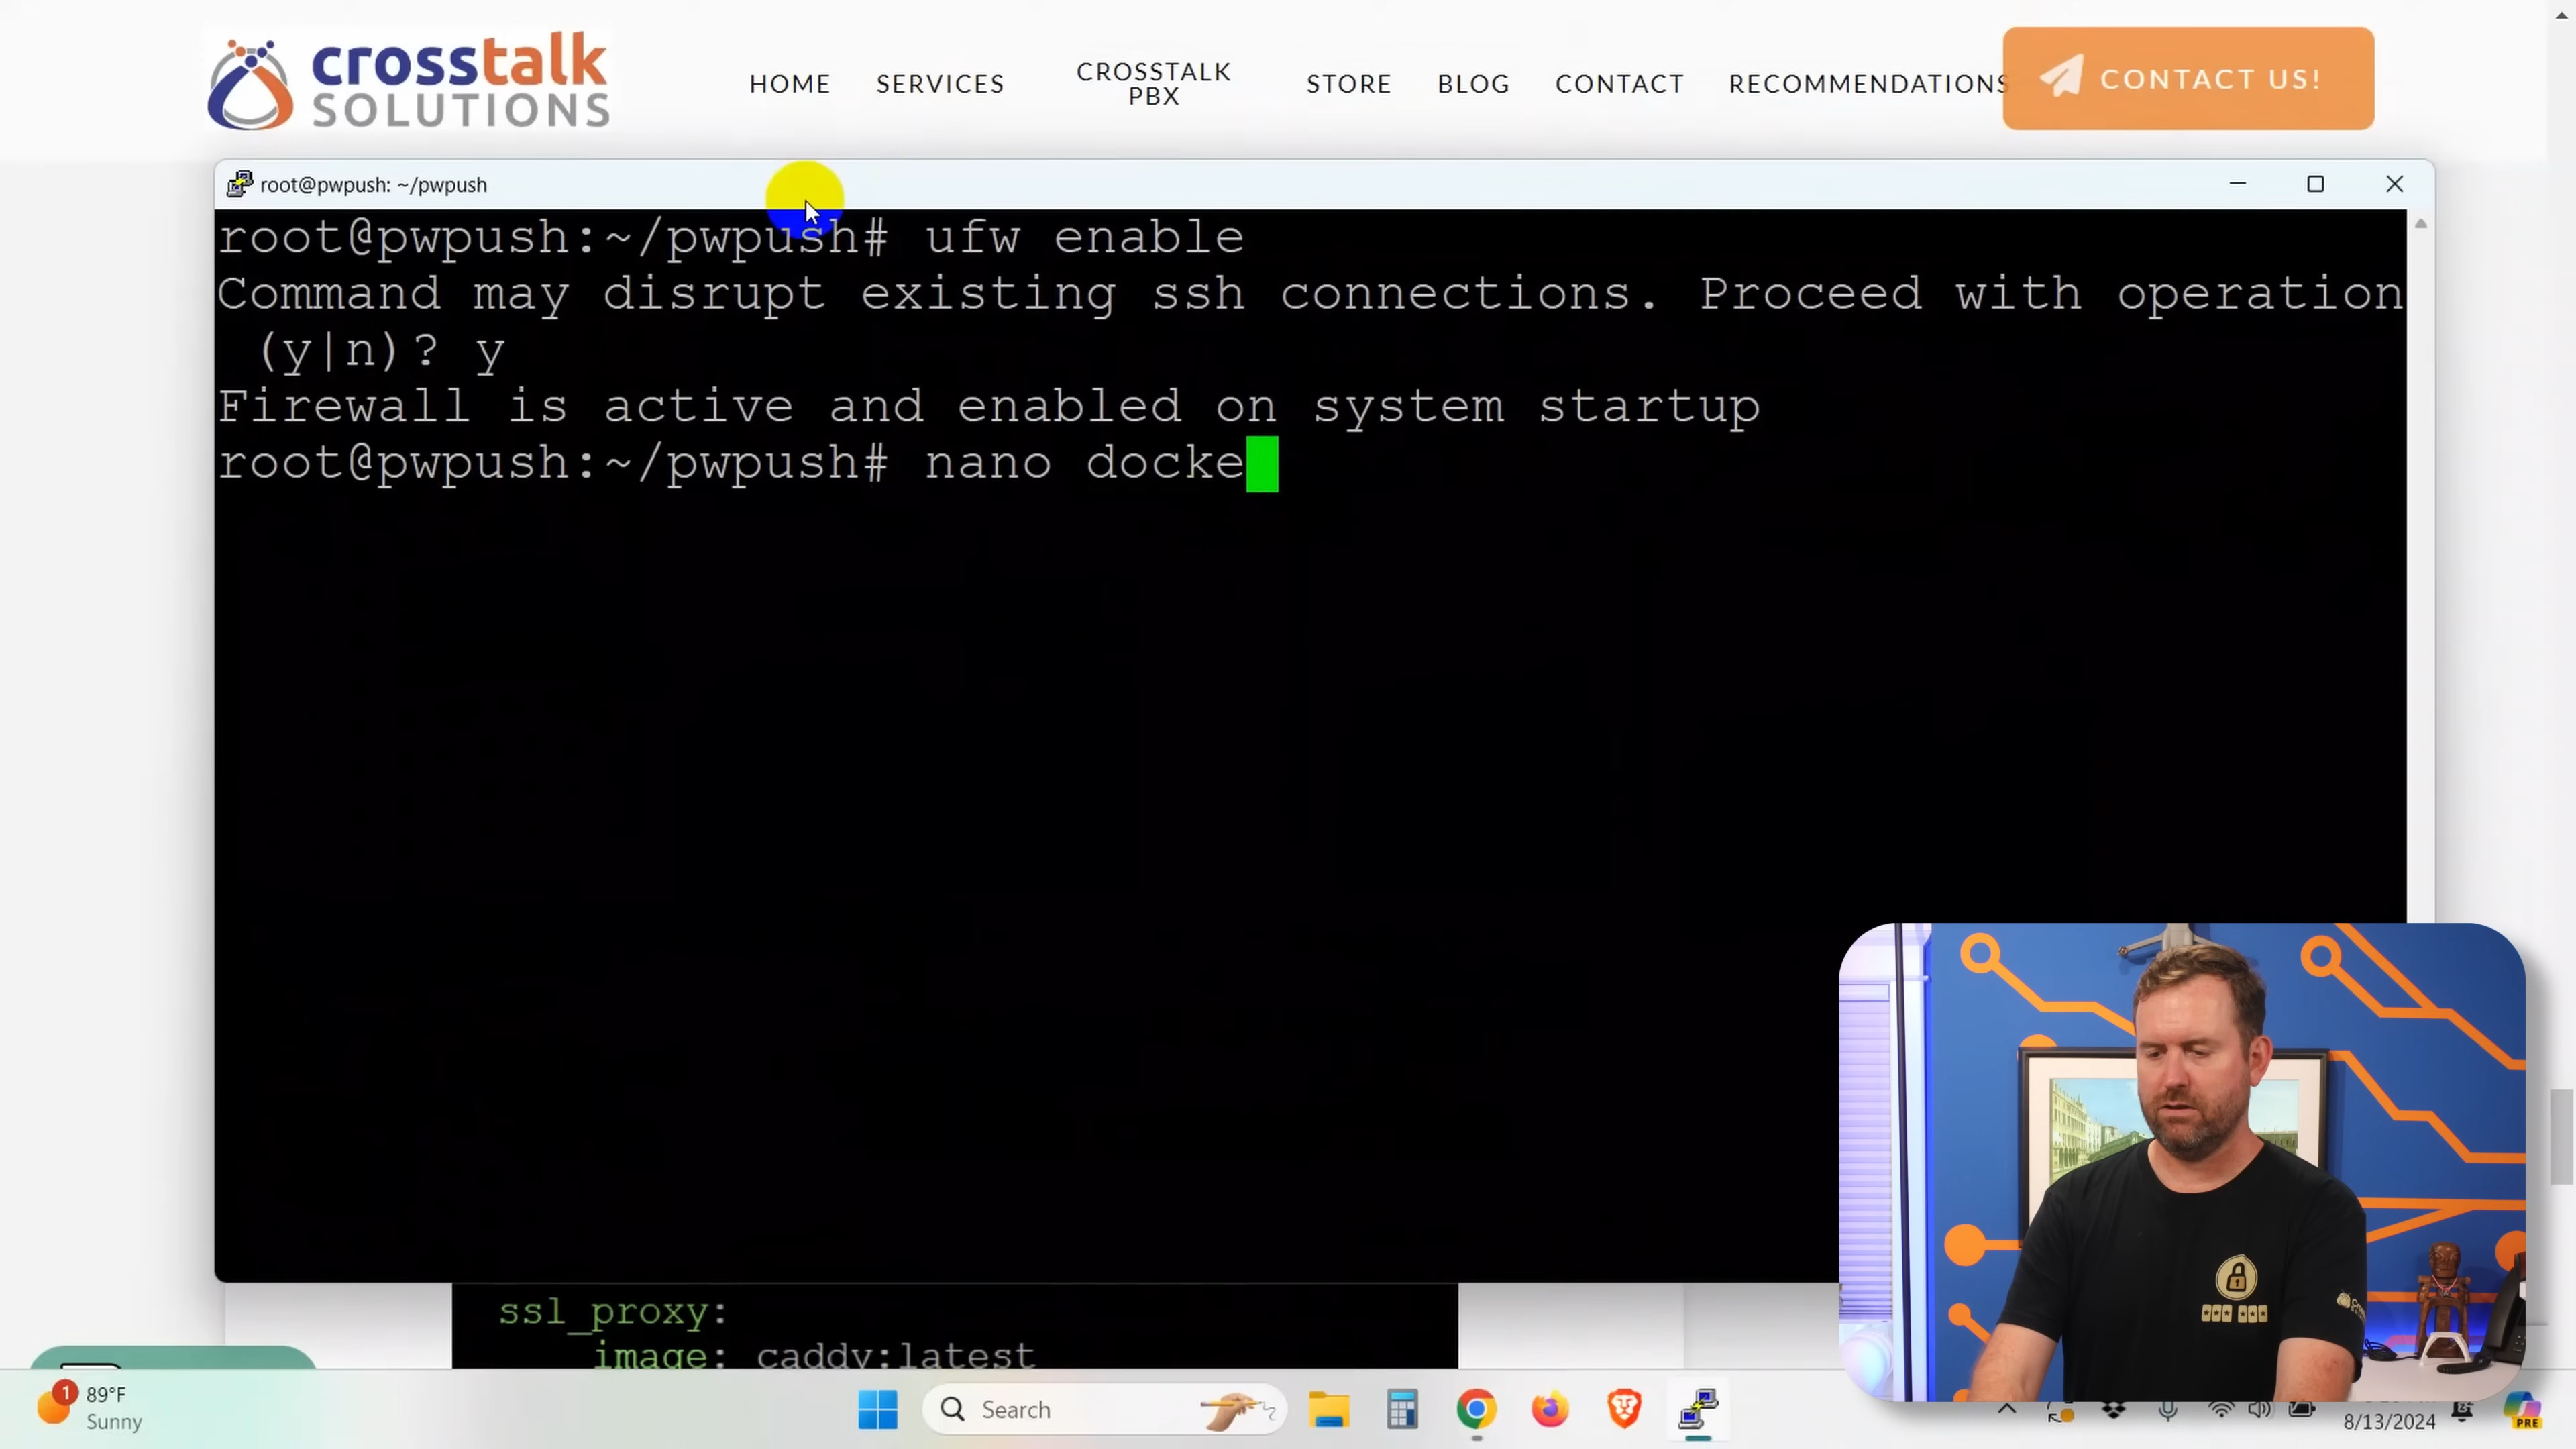 crosstalk
SOLUTIONS
HOME
SERVICES
CROSSTALK
PBX
STORE
BLOG
CONTACT
RECOMMENDATIONS
CONTACT US!
root@pwpush: ~/pwpush
root@pwpush:~/pwpush# ufw enable
Command may disrupt existing ssh connections. Proceed with operation
(y|n)? y
Firewall is active and enabled on system startup
root@pwpush:~/pwpush# nano docke
ssl_proxy:
image: caddy:latest
1
89°F
Sunny
Search
8/13/2024
PRE